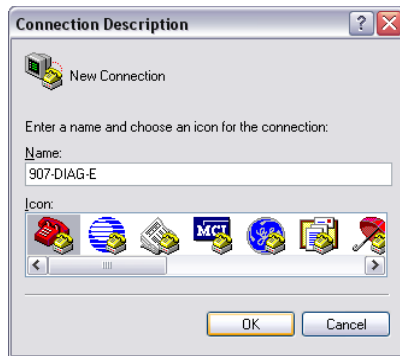 Connection Description
New Connection
Enter a name and choose an icon for the connection:
Name:
907-DIAG-E
Icon:
MCI
OK Cancel